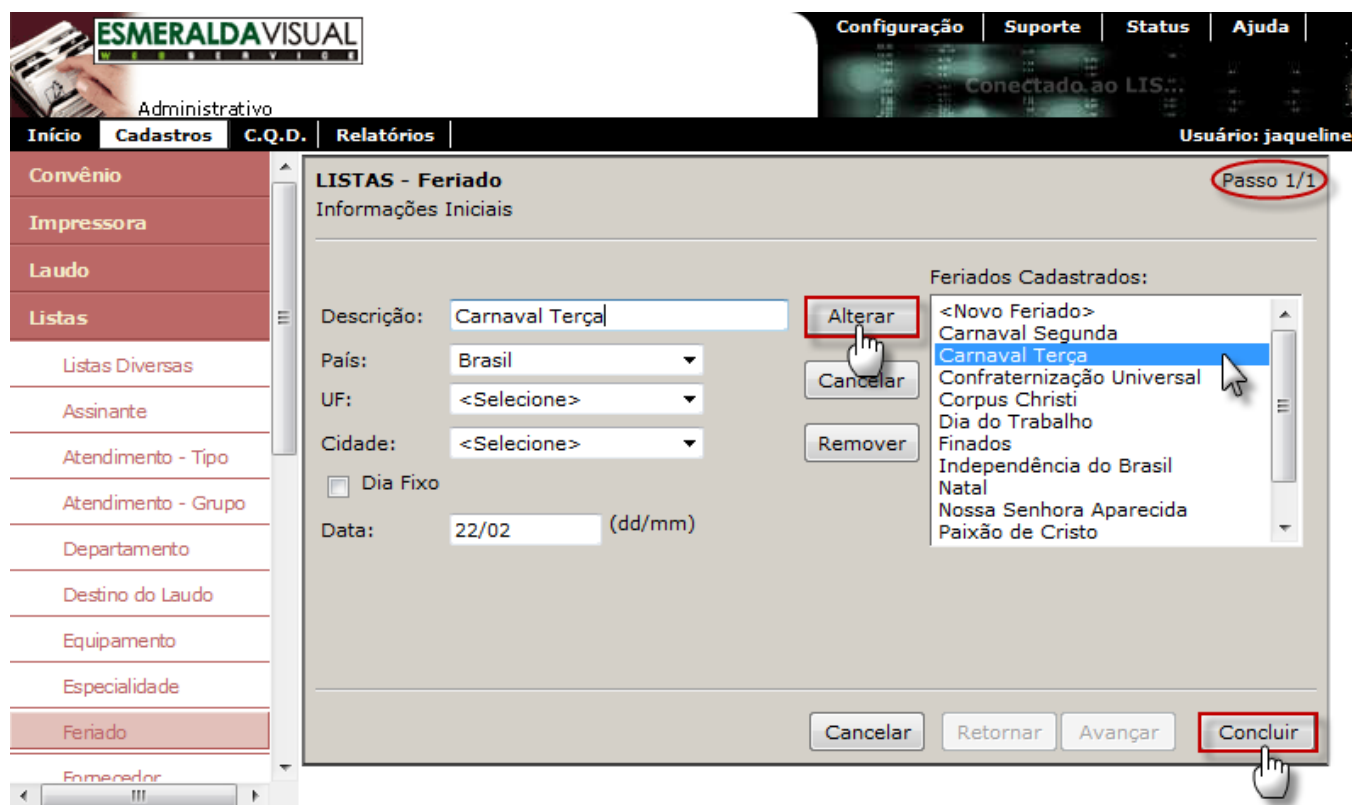 ESMERALDAVISUAL
WEBSERVICE
Administrativo
Configuração Suporte Status Ajuda
Conectado ao LIS...
Início Cadastros C.Q.D. Relatórios
Usuário: jaqueline
Convênio
Impressora
Laudo
Listas
Listas Diversas
Assinante
Atendimento - Tipo
Atendimento - Grupo
Departamento
Destino do Laudo
Equipamento
Especialidade
Feriado
Fornecedor
LISTAS - Feriado
Passo 1/1
Informações Iniciais
Descrição: Carnaval Terça
Alterar
País: Brasil
Cancelar
UF: <Selecione>
Cidade: <Selecione>
Remover
Dia Fixo
Data: 22/02 (dd/mm)
Feriados Cadastrados:
<Novo Feriado>
Carnaval Segunda
Carnaval Terça
Confraternização Universal
Corpus Christi
Dia do Trabalho
Finados
Independência do Brasil
Natal
Nossa Senhora Aparecida
Paixão de Cristo
Cancelar Retornar Avançar Concluir